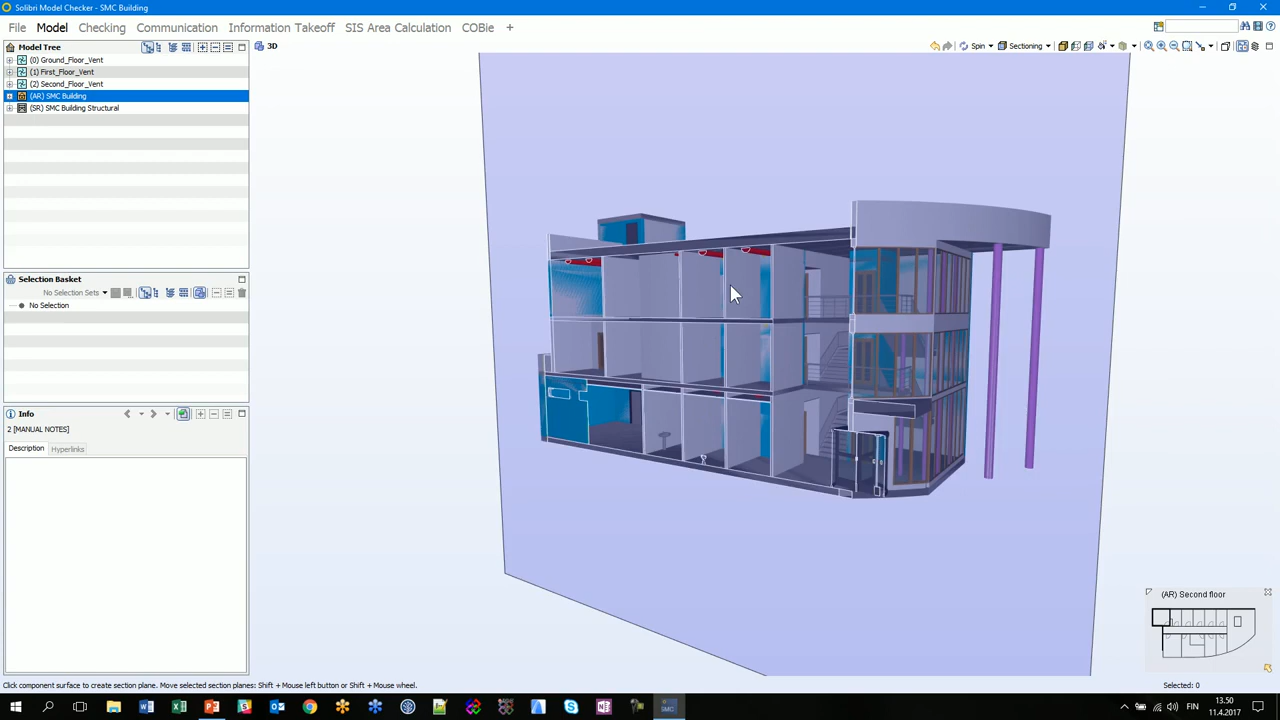 Solibri Model Checker - SMC Building
File Model Checking Communication Information Takeoff SIS Area Calculation COBie +
Model Tree
3D
Spin
Sectioning
(0) Ground_Floor_Vent
(1) First_Floor_Vent
(2) Second_Floor_Vent
(AR) SMC Building
(SR) SMC Building Structural
Selection Basket
No Selection Sets
No Selection
Info
2 [MANUAL NOTES]
Description Hyperlinks
(AR) Second floor
Click component surface to create section plane. Move selected section planes: Shift + Mouse left button or Shift + Mouse wheel.
Selected: 0
FIN
13.50
11.4.2017